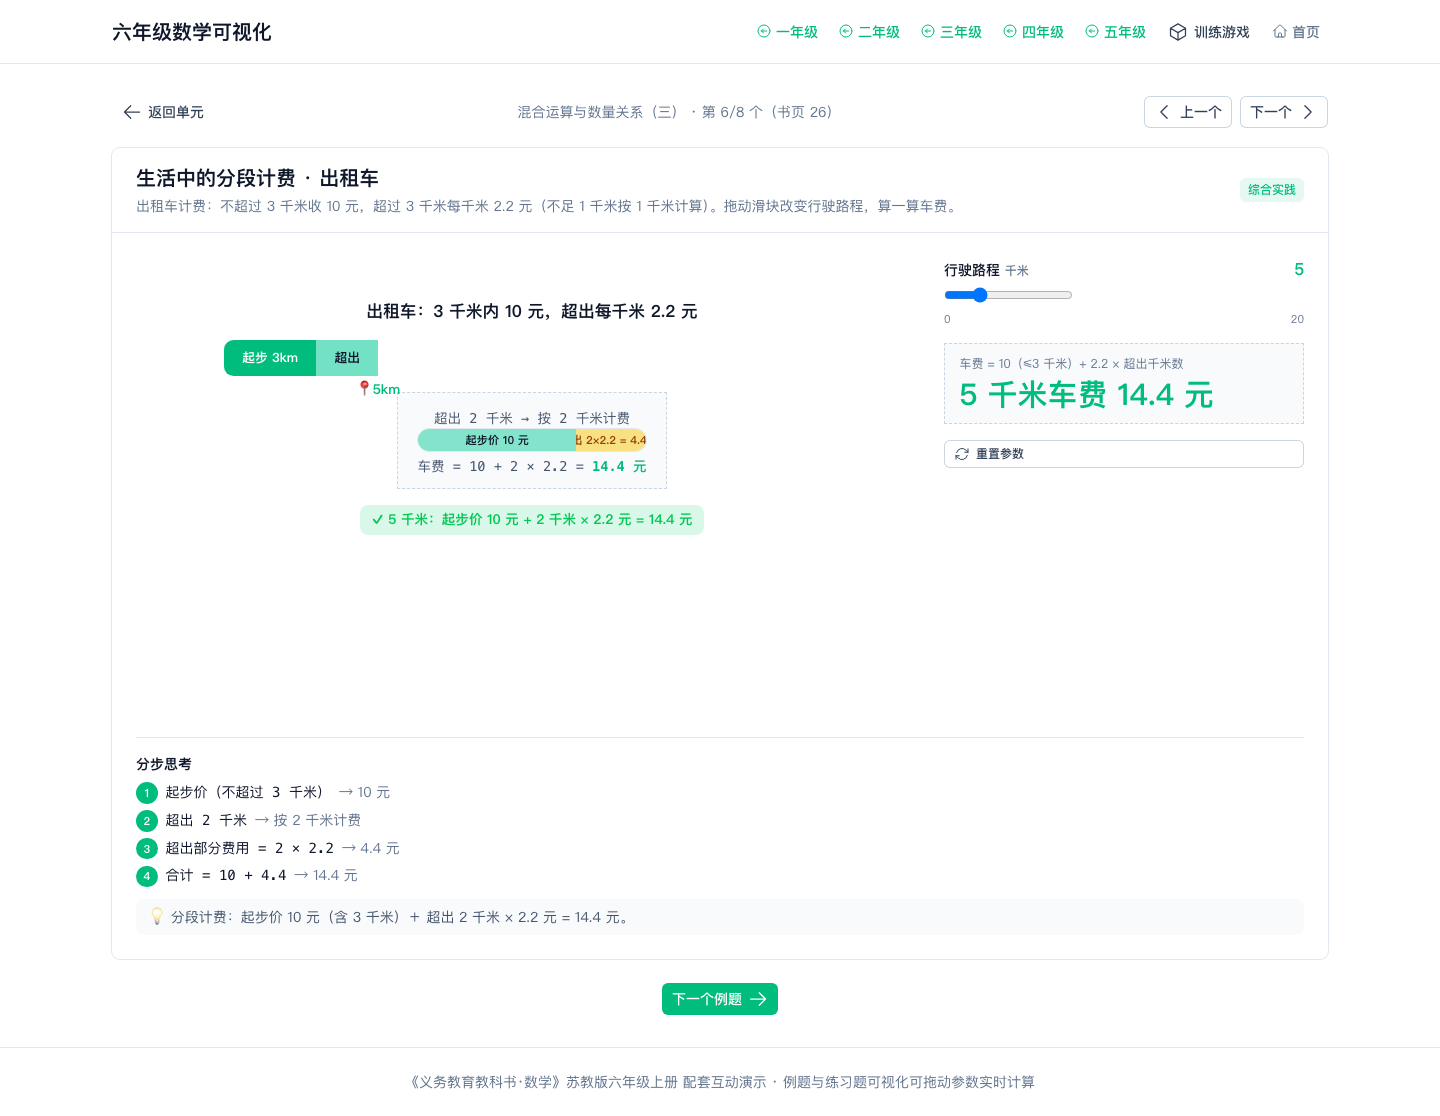 六年级数学可视化
一年级 二年级 三年级 四年级 五年级 训练游戏 首页
返回单元
混合运算与数量关系（三） · 第 6/8 个（书页 26）
上一个 下一个
生活中的分段计费 · 出租车
出租车计费：不超过 3 千米收 10 元，超过 3 千米每千米 2.2 元（不足 1 千米按 1 千米计算）。拖动滑块改变行驶路程，算一算车费。
综合实践
出租车：3 千米内 10 元，超出每千米 2.2 元
起步 3km 超出
📍5km
超出 2 千米 → 按 2 千米计费
起步价 10 元 2×2.2 = 4.4
车费 = 10 + 2 × 2.2 = 14.4 元
✓ 5 千米：起步价 10 元 + 2 千米 × 2.2 元 = 14.4 元
行驶路程 千米 5
0 20
车费 = 10（≤3 千米）+ 2.2 × 超出千米数
5 千米车费 14.4 元
重置参数
分步思考
1 起步价（不超过 3 千米） → 10 元
2 超出 2 千米 → 按 2 千米计费
3 超出部分费用 = 2 × 2.2 → 4.4 元
4 合计 = 10 + 4.4 → 14.4 元
💡 分段计费：起步价 10 元（含 3 千米）＋ 超出 2 千米 × 2.2 元 = 14.4 元。
下一个例题 →
《义务教育教科书·数学》苏教版六年级上册 配套互动演示 · 例题与练习题可视化可拖动参数实时计算